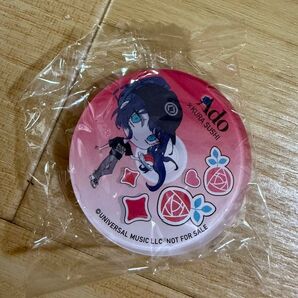 Ado
×KURA SUSHI
©UNIVERSAL MUSIC LLC NOT FOR SALE